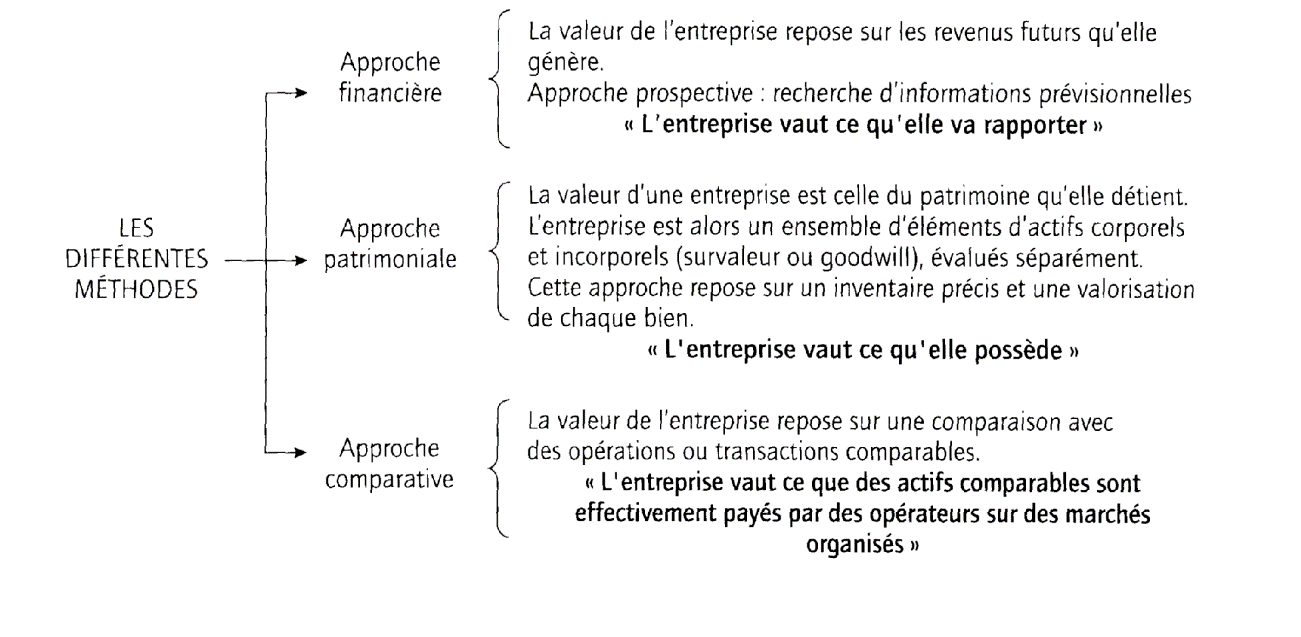 LES
DIFFÉRENTES
MÉTHODES
Approche
financière
La valeur de l'entreprise repose sur les revenus futurs qu'elle
génère.
Approche prospective : recherche d'informations prévisionnelles
« L'entreprise vaut ce qu'elle va rapporter »
Approche
patrimoniale
La valeur d'une entreprise est celle du patrimoine qu'elle détient.
L'entreprise est alors un ensemble d'éléments d'actifs corporels
et incorporels (survaleur ou goodwill), évalués séparément.
Cette approche repose sur un inventaire précis et une valorisation
de chaque bien.
« L'entreprise vaut ce qu'elle possède »
Approche
comparative
La valeur de l'entreprise repose sur une comparaison avec
des opérations ou transactions comparables.
« L'entreprise vaut ce que des actifs comparables sont
effectivement payés par des opérateurs sur des marchés
organisés »